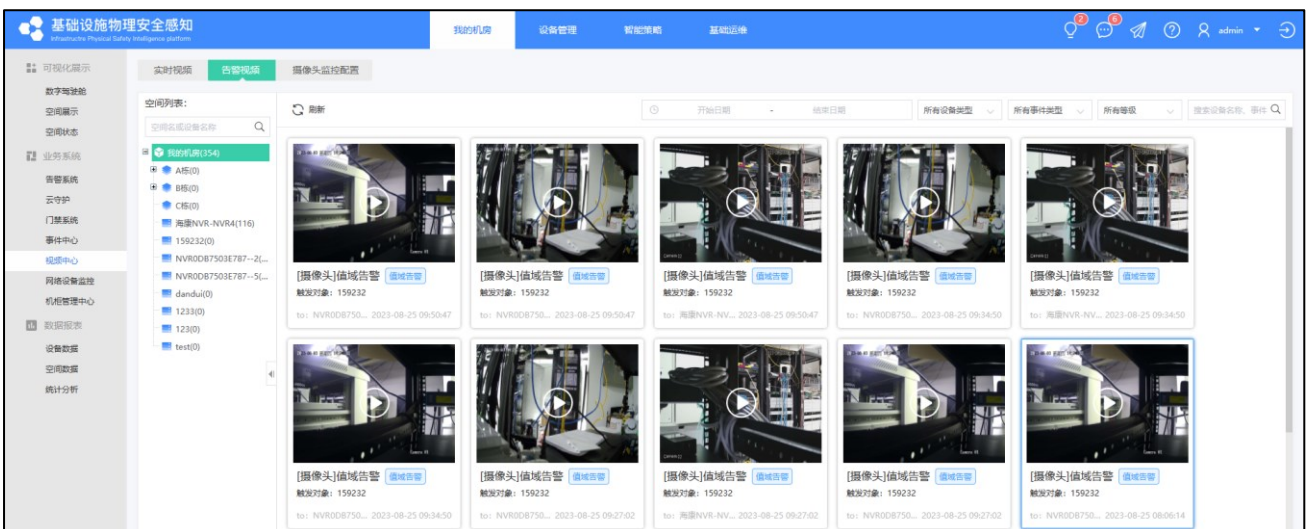 基础设施物理安全感知
Infrastructre Physical Safety Intelligence platform
我的机房 设备管理 智能策略 基础运维
2 6 admin
可视化展示
数字驾驶舱
空间展示
空间状态
业务系统
告警系统
云守护
门禁系统
事件中心
视频中心
网络设备监控
机柜管理中心
数据报表
设备数据
空间数据
统计分析
实时视频 告警视频 摄像头监控配置
空间列表:
空间名或设备名称
我的机房(354)
A栋(0)
B栋(0)
C栋(0)
海康NVR-NVR4(116)
159232(0)
NVR0DB7503E787--2(...
NVR0DB7503E787--5(...
dandui(0)
1233(0)
123(0)
test(0)
刷新 开始日期 - 结束日期 所有设备类型 所有事件类型 所有等级 搜索设备名称、事件
[摄像头]值域告警 值域告警 [摄像头]值域告警 值域告警 [摄像头]值域告警 值域告警 [摄像头]值域告警 值域告警 [摄像头]值域告警 值域告警
触发对象: 159232 触发对象: 159232 触发对象: 159232 触发对象: 159232 触发对象: 159232
to: NVR0DB750... 2023-08-25 09:50:47 to: NVR0DB750... 2023-08-25 09:50:47 to: 海康NVR-NV... 2023-08-25 09:50:47 to: NVR0DB750... 2023-08-25 09:34:50 to: 海康NVR-NV... 2023-08-25 09:34:50
[摄像头]值域告警 值域告警 [摄像头]值域告警 值域告警 [摄像头]值域告警 值域告警 [摄像头]值域告警 值域告警 [摄像头]值域告警 值域告警
触发对象: 159232 触发对象: 159232 触发对象: 159232 触发对象: 159232 触发对象: 159232
to: NVR0DB750... 2023-08-25 09:34:50 to: NVR0DB750... 2023-08-25 09:27:02 to: 海康NVR-NV... 2023-08-25 09:27:02 to: NVR0DB750... 2023-08-25 09:27:02 to: NVR0DB750... 2023-08-25 08:06:14